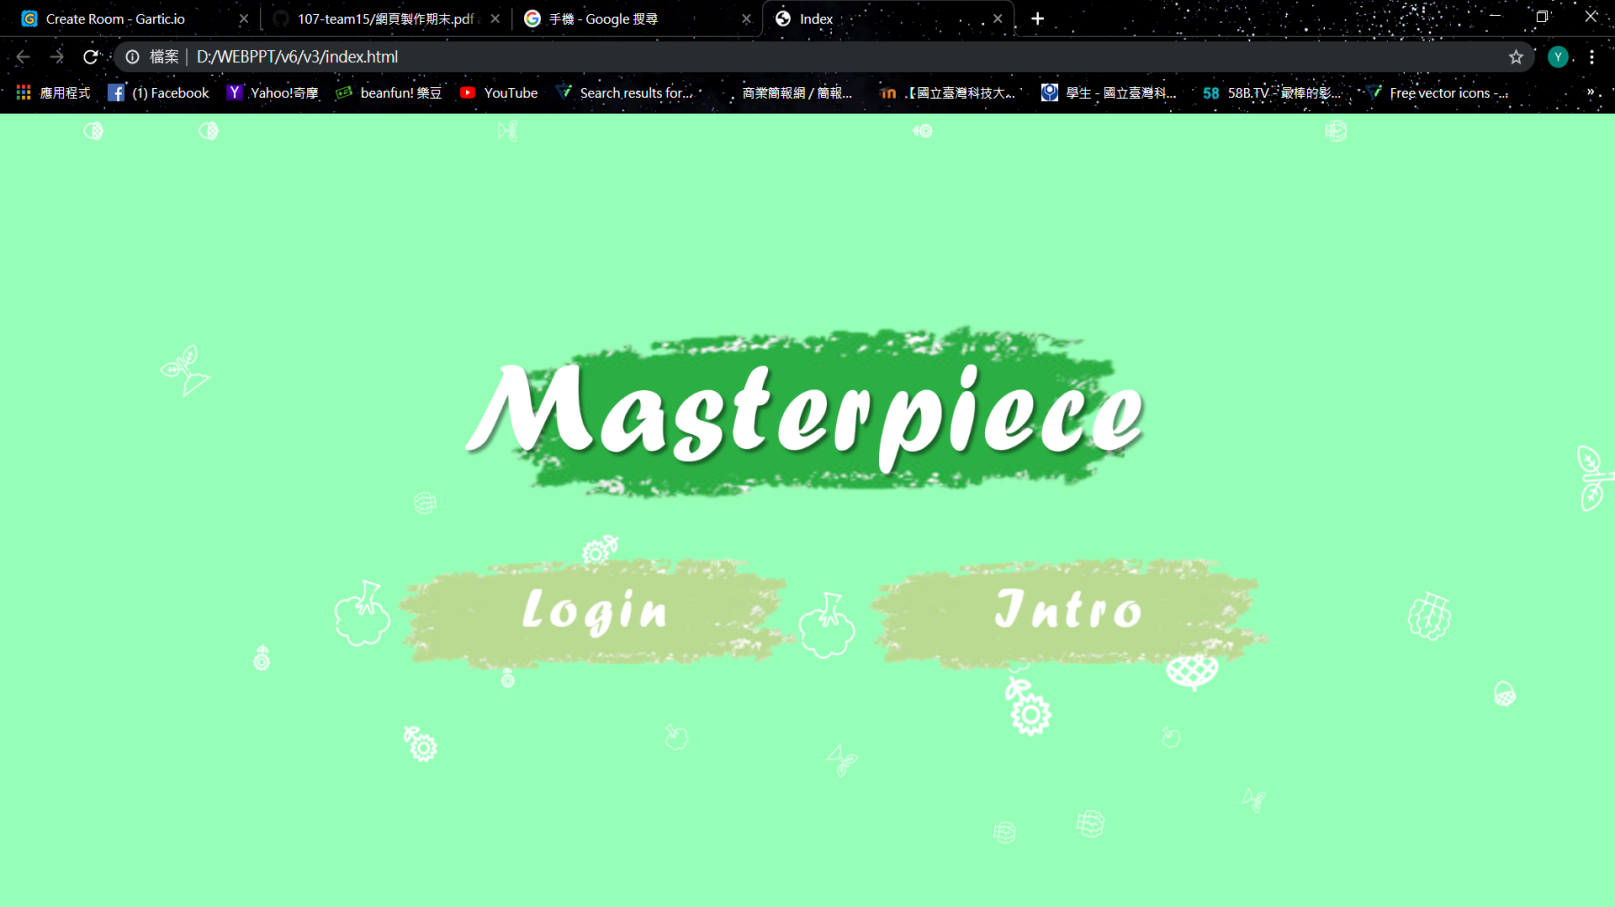 Create Room - Gartic.io
107-team15/網頁製作期末.pdf
手機 - Google 搜尋
Index
檔案 | D:/WEBPPT/v6/v3/index.html
Y
應用程式
(1) Facebook
Yahoo!奇摩
beanfun! 樂豆
YouTube
Search results for...
商業簡報網 / 簡報...
【國立臺灣科技大...
學生 - 國立臺灣科...
58B.TV - 最棒的影...
Free vector icons -...
»
Masterpiece
Login
Intro